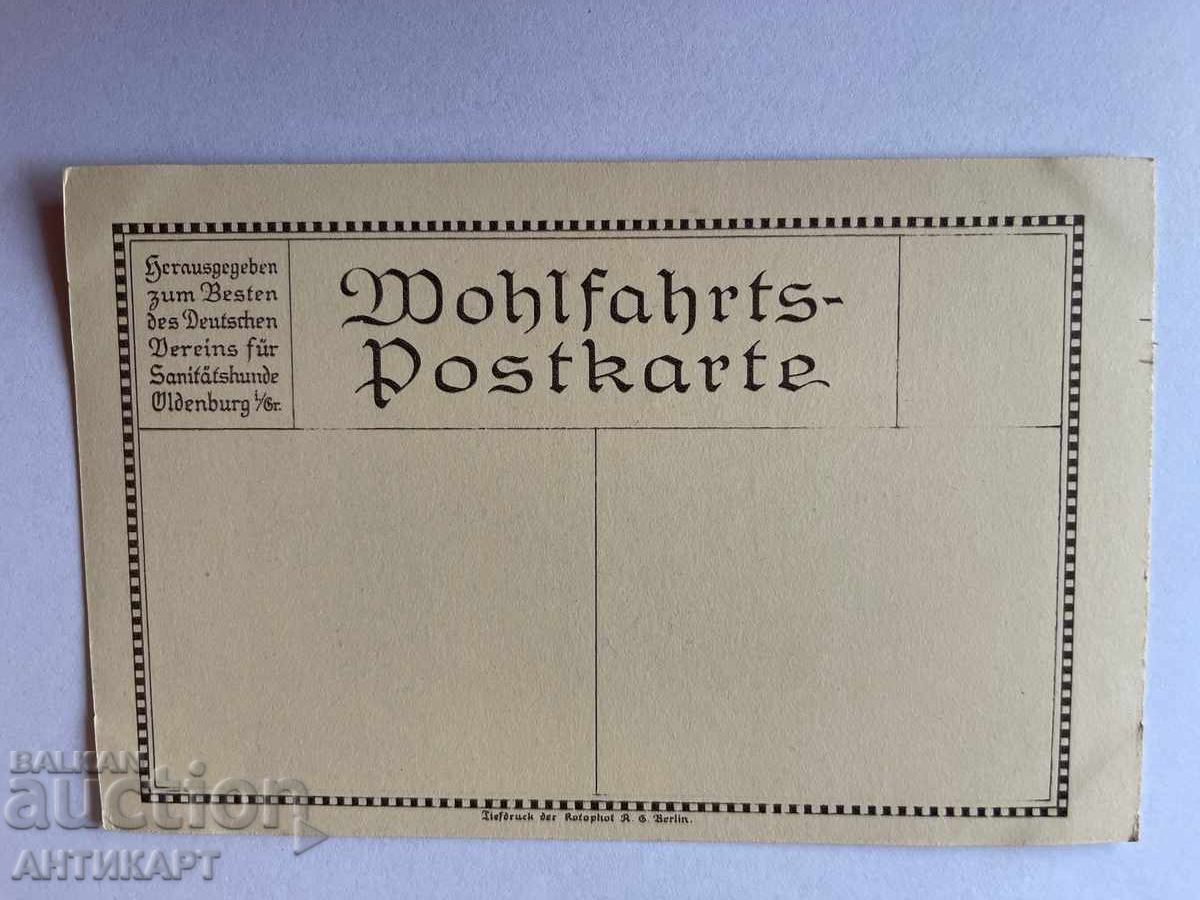 Herausgegeben
zum Besten
des Deutschen
Vereins für
Sanitätshunde
Oldenburg i/Gr.
Wohlfahrts-
Postkarte
Tiefdruck der Rotophot A. G. Berlin.
BALKAN
auction
АНТИКАРТ